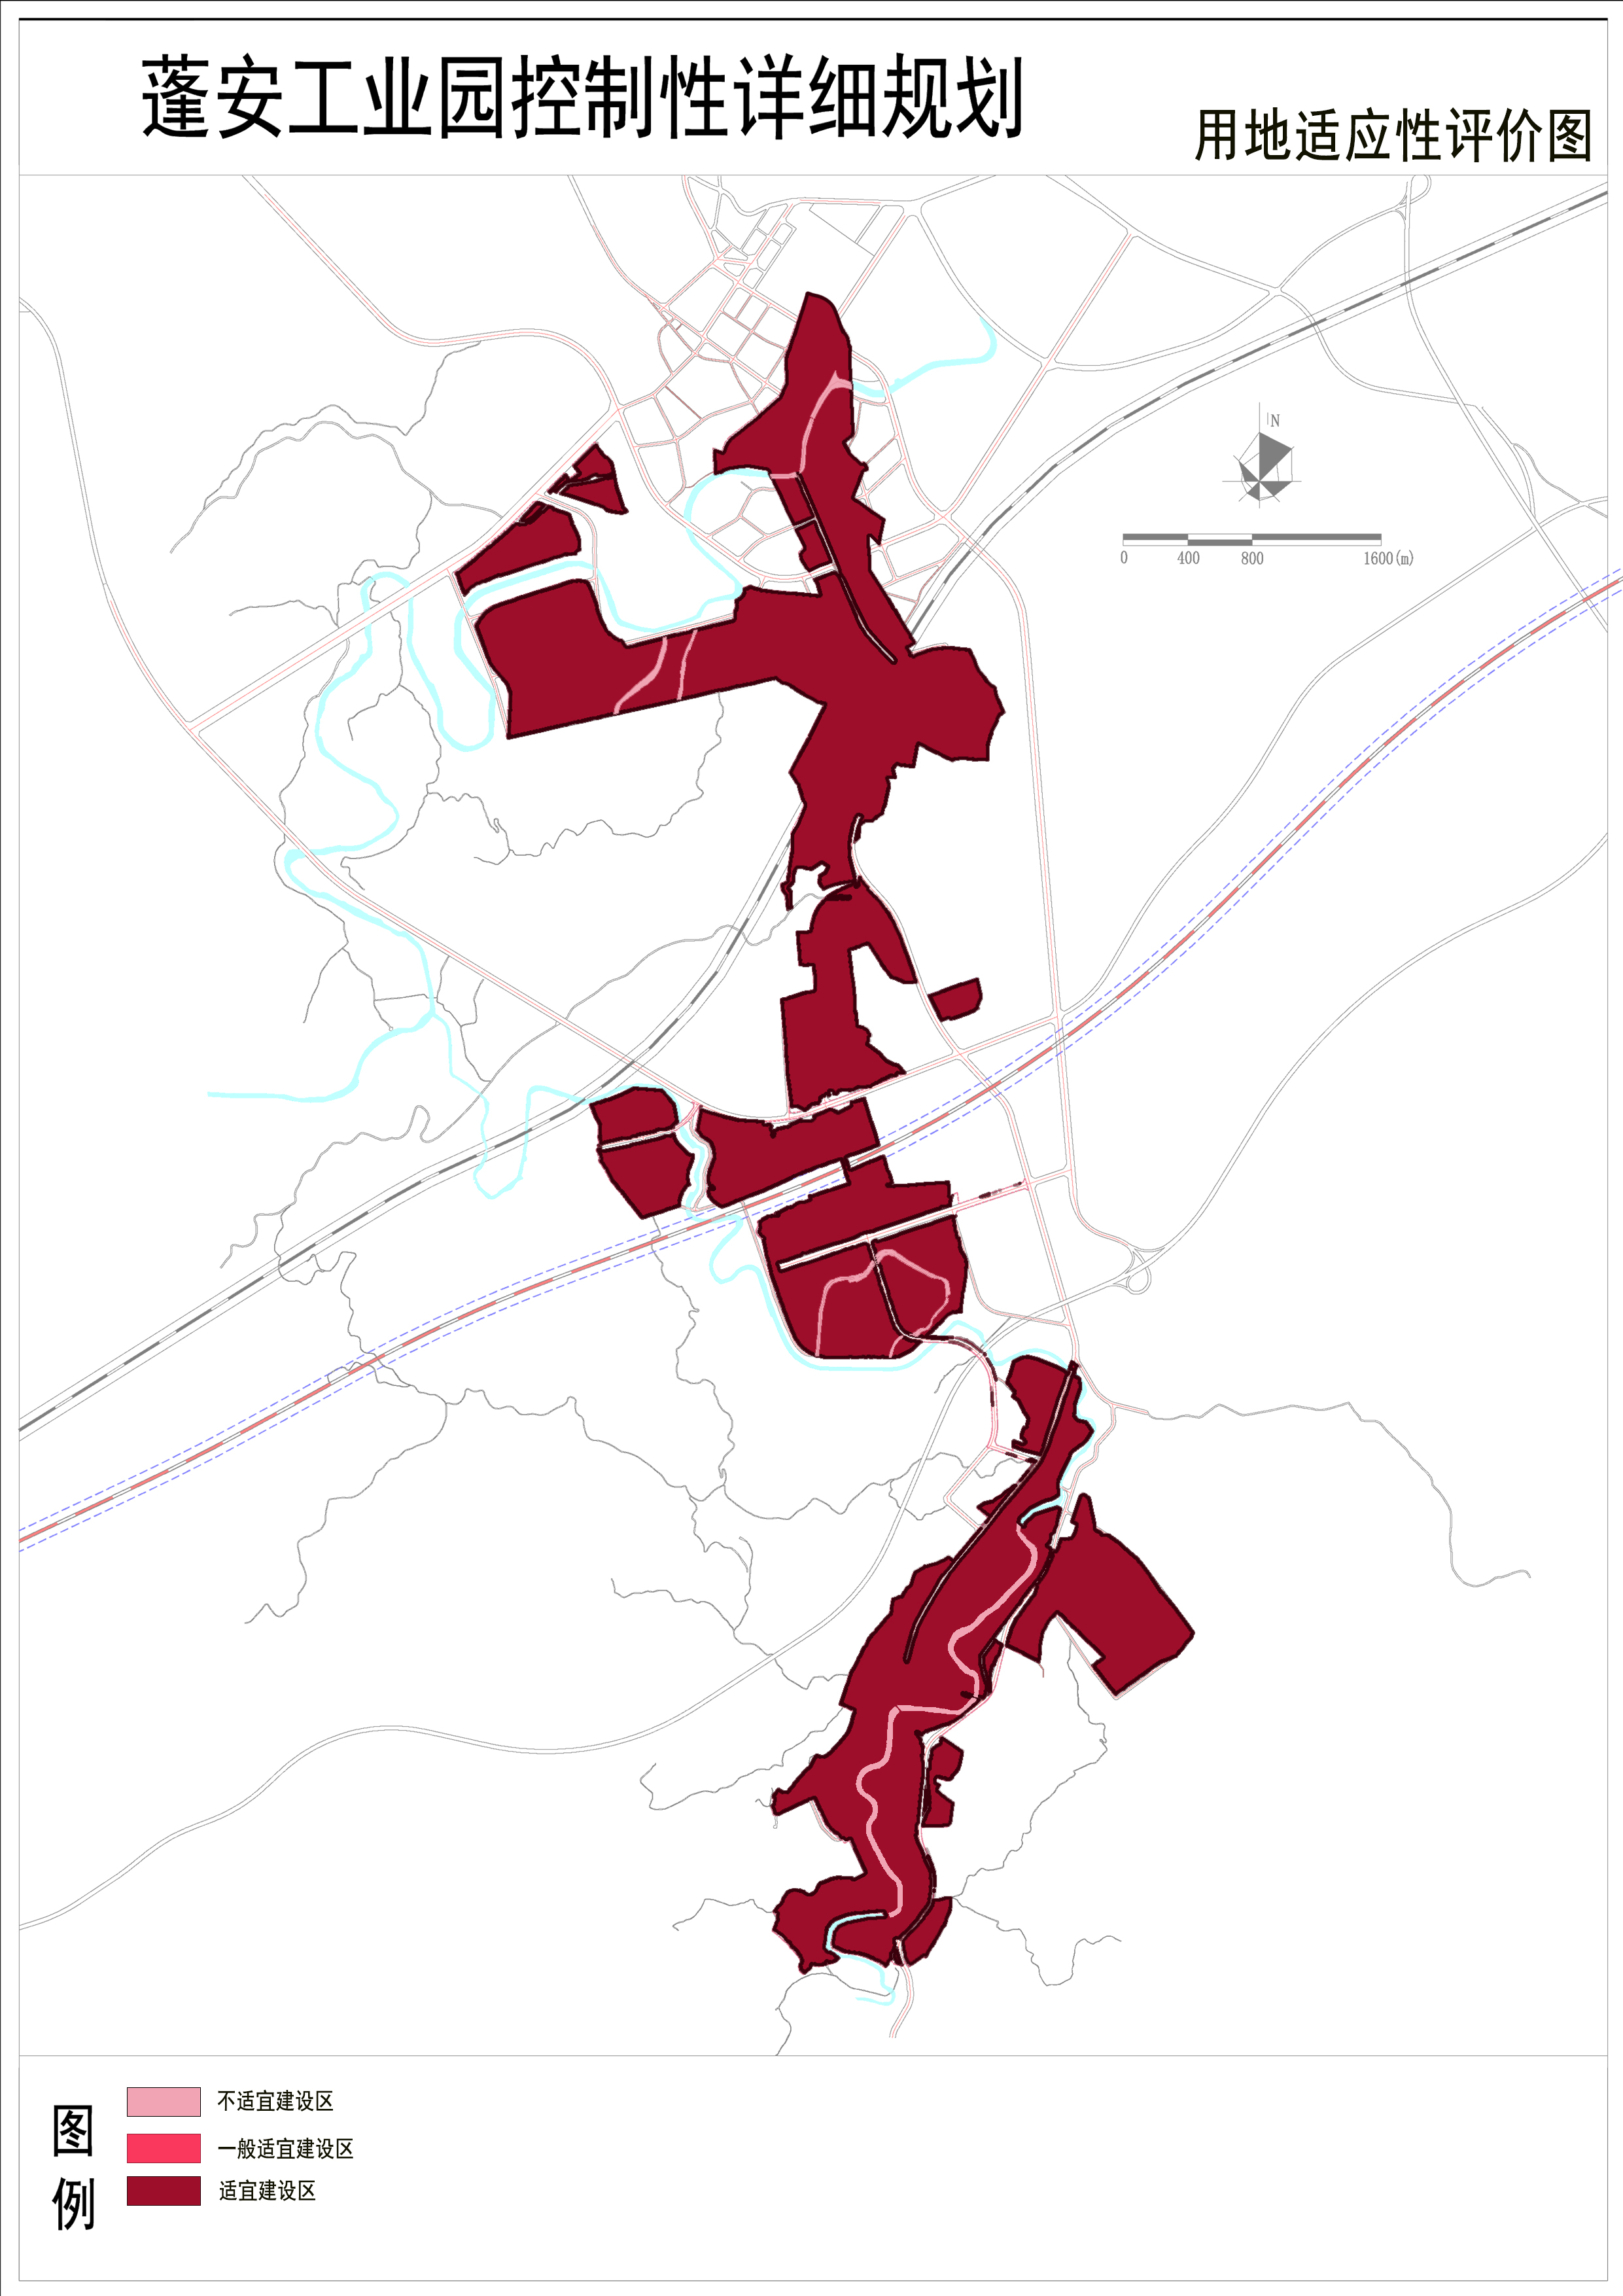 蓬安工业园控制性详细规划
用地适应性评价图
N
0 400 800 1600(m)
图例
不适宜建设区
一般适宜建设区
适宜建设区